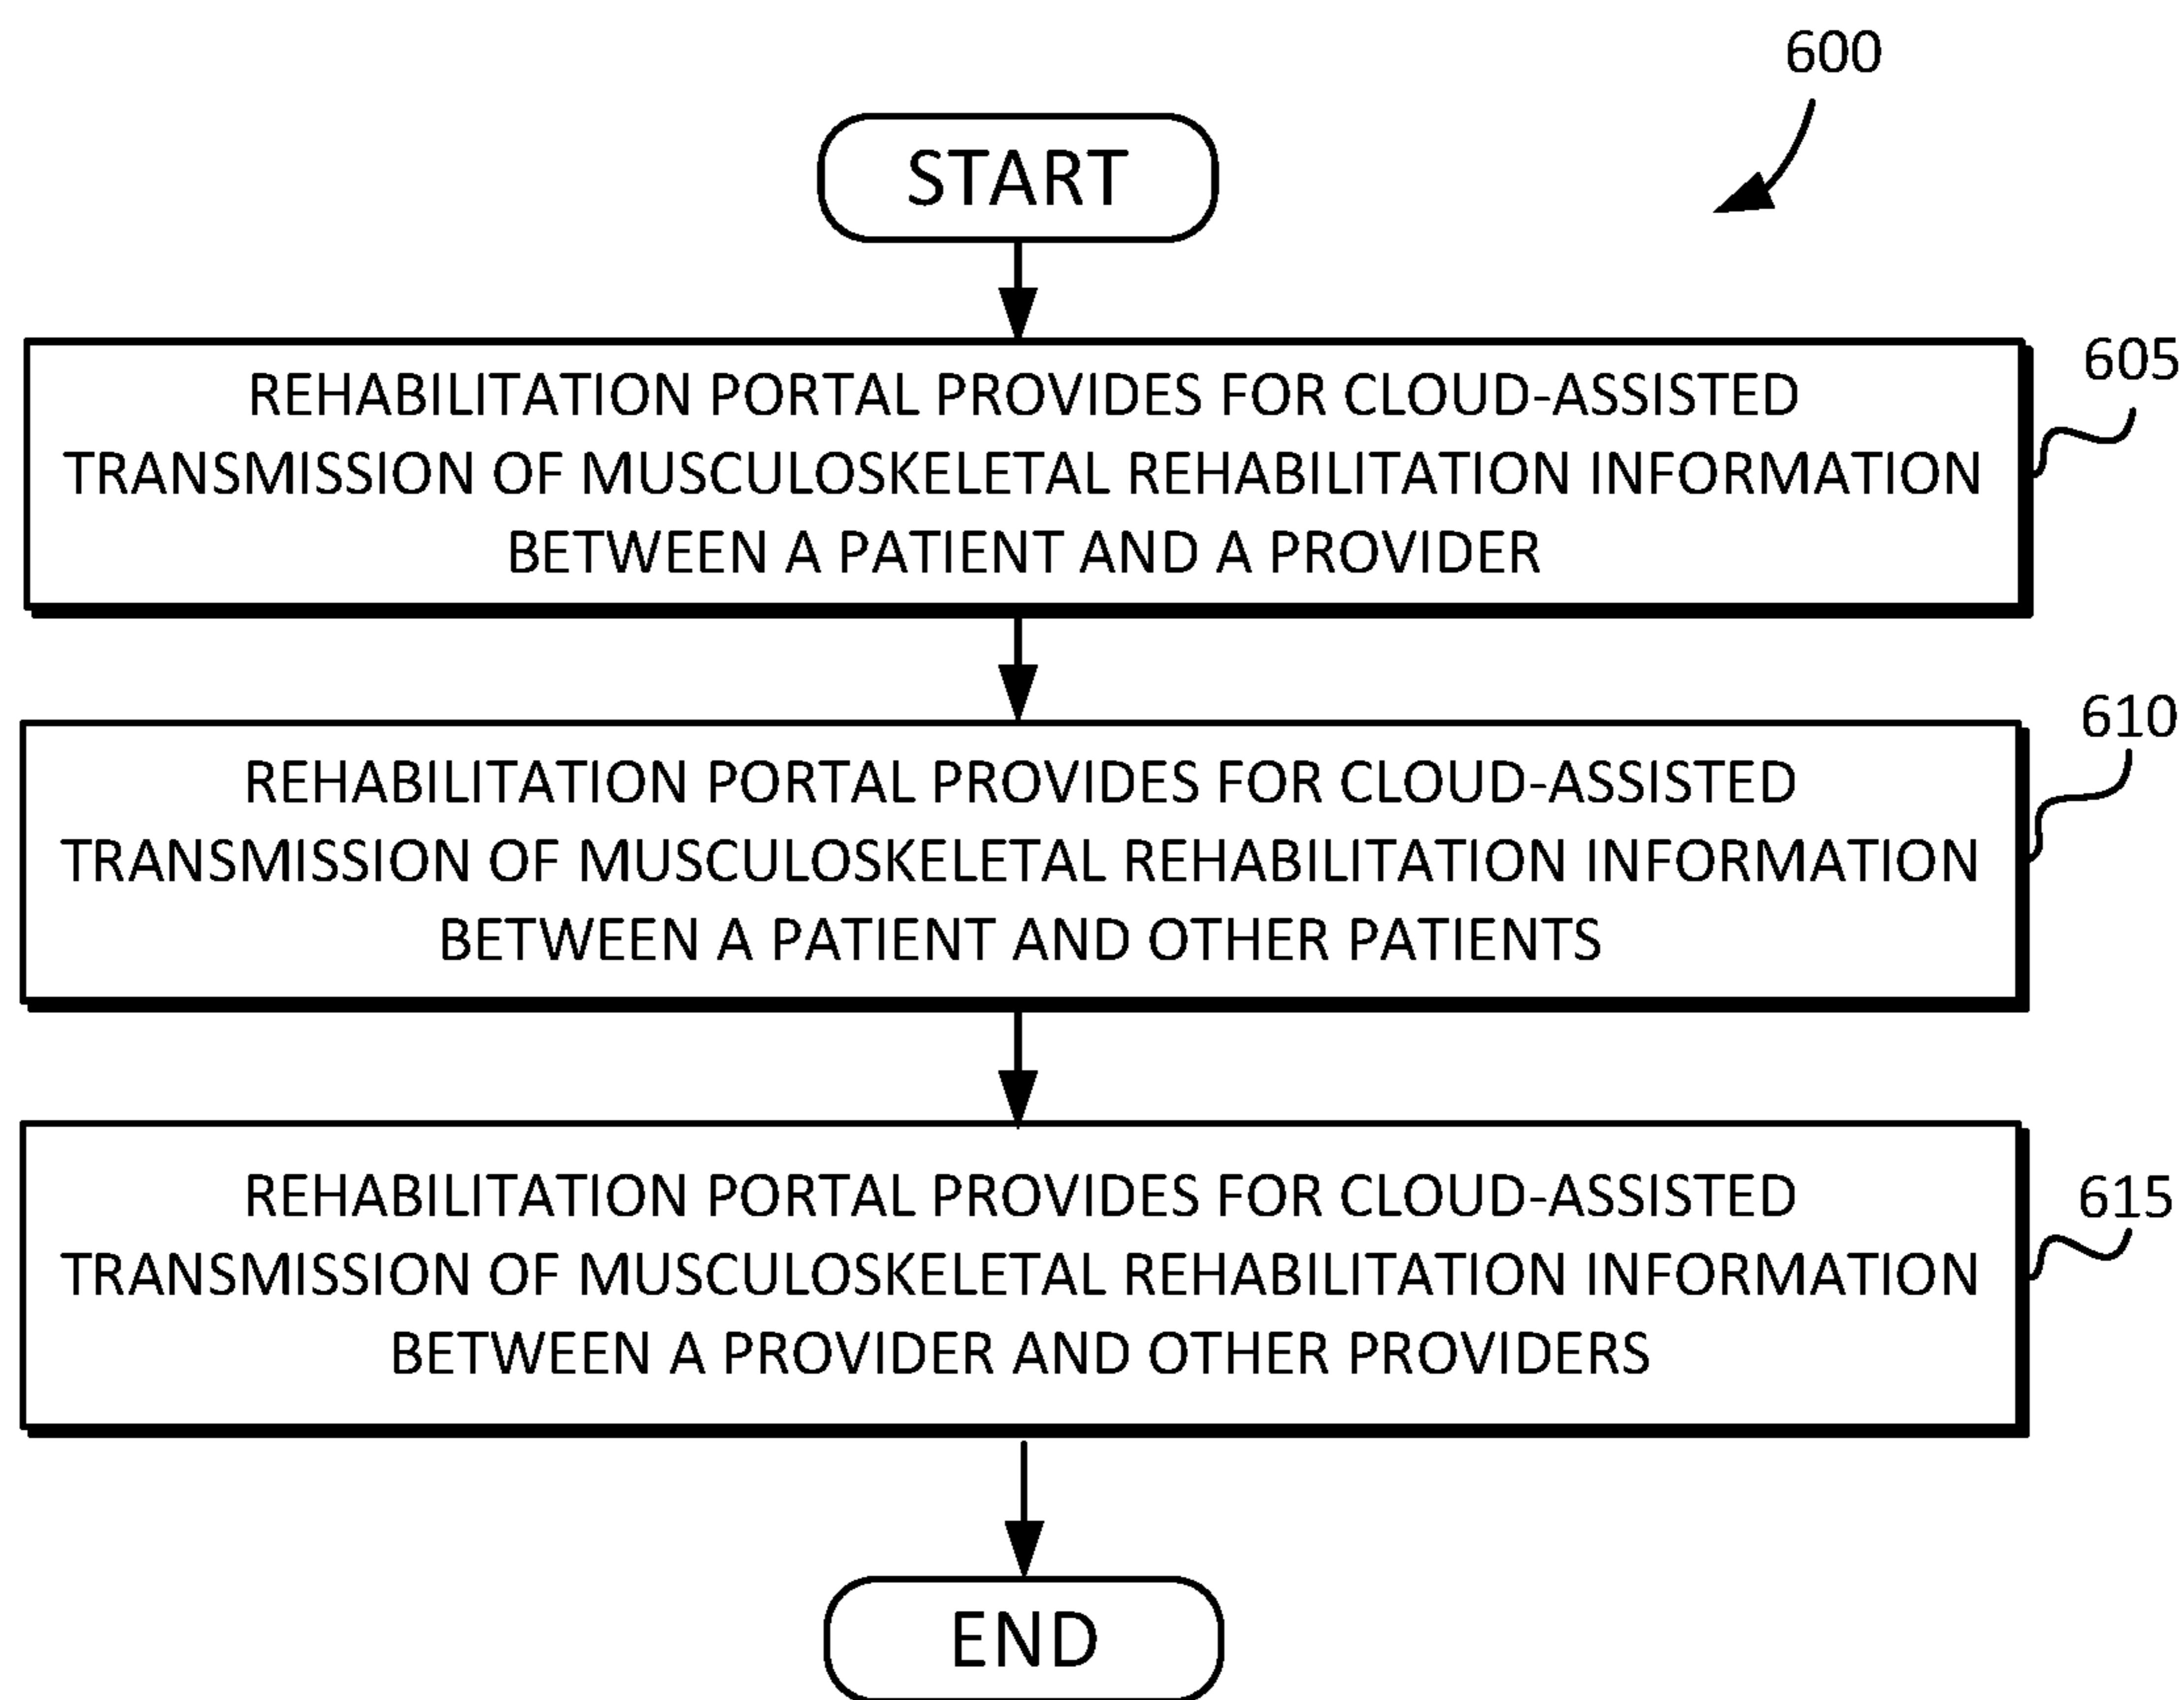 600
START
REHABILITATION PORTAL PROVIDES FOR CLOUD-ASSISTED
TRANSMISSION OF MUSCULOSKELETAL REHABILITATION INFORMATION
BETWEEN A PATIENT AND A PROVIDER
605
REHABILITATION PORTAL PROVIDES FOR CLOUD-ASSISTED
TRANSMISSION OF MUSCULOSKELETAL REHABILITATION INFORMATION
BETWEEN A PATIENT AND OTHER PATIENTS
610
REHABILITATION PORTAL PROVIDES FOR CLOUD-ASSISTED
TRANSMISSION OF MUSCULOSKELETAL REHABILITATION INFORMATION
BETWEEN A PROVIDER AND OTHER PROVIDERS
615
END